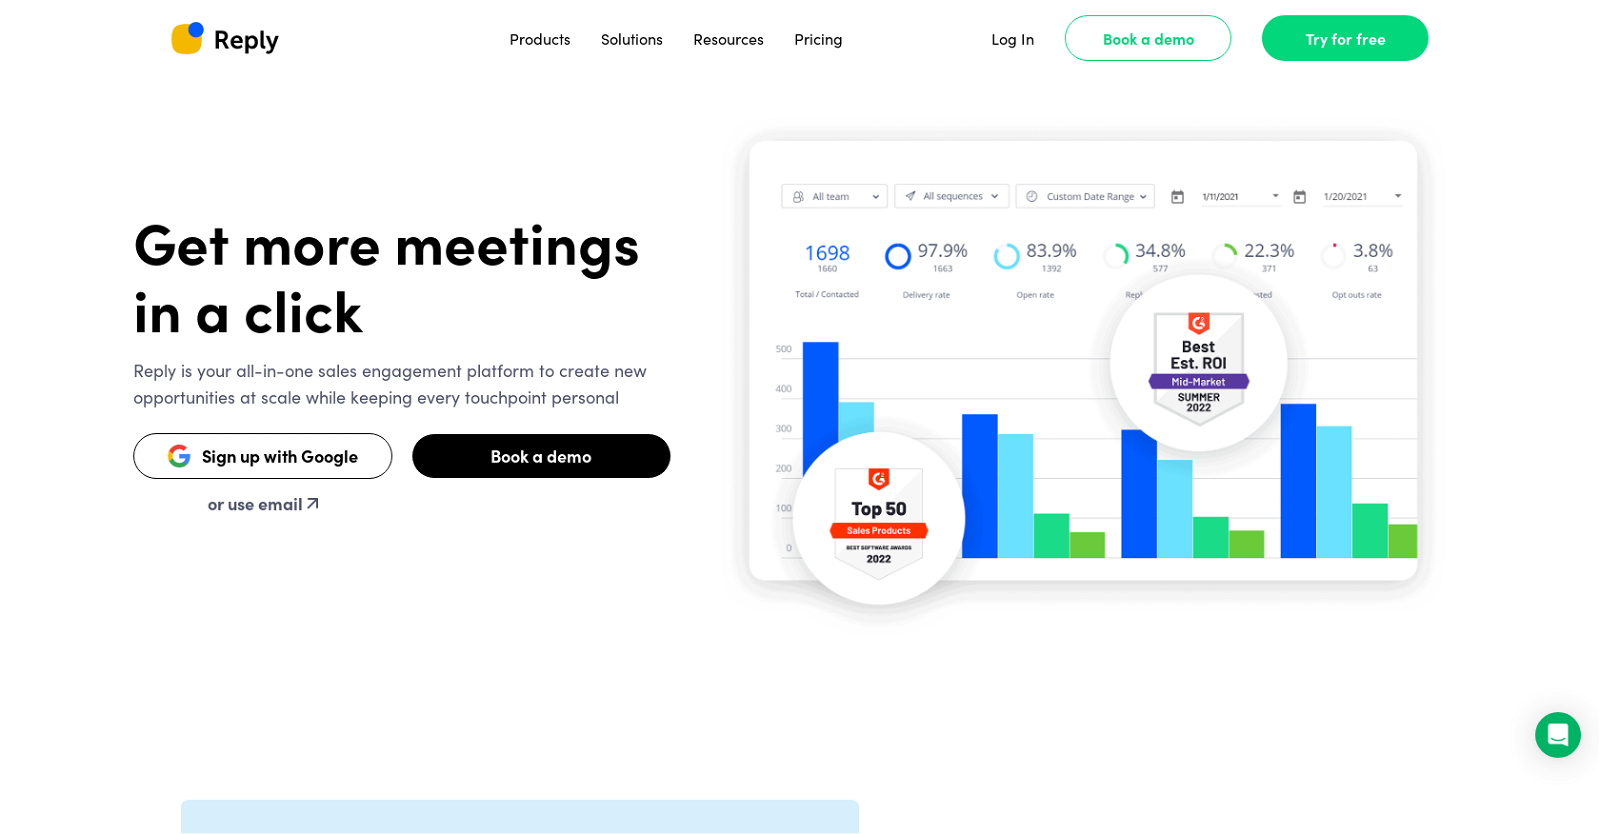 Reply
Products
Solutions
Resources
Pricing
Log In
Book a demo
Try for free
Get more meetings
in a click
Reply is your all-in-one sales engagement platform to create new
opportunities at scale while keeping every touchpoint personal
Sign up with Google
Book a demo
or use email
All team
All sequences
Custom Date Range
1/11/2021
1/20/2021
1698
1660
Total / Contacted
97.9%
1663
Delivery rate
83.9%
1392
Open rate
34.8%
577
22.3%
371
3.8%
63
Opt outs rate
500
400
300
200
100
0
Best
Est. ROI
Mid-Market
SUMMER
2022
Top 50
Sales Products
BEST SOFTWARE AWARDS
2022